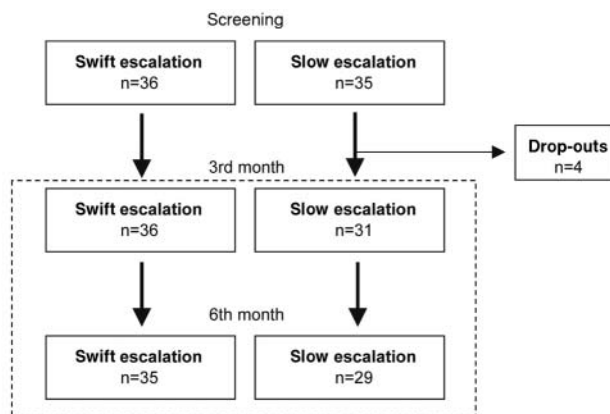 Screening
Swift escalation
n=36
Slow escalation
n=35
Drop-outs
n=4
3rd month
Swift escalation
n=36
Slow escalation
n=31
6th month
Swift escalation
n=35
Slow escalation
n=29